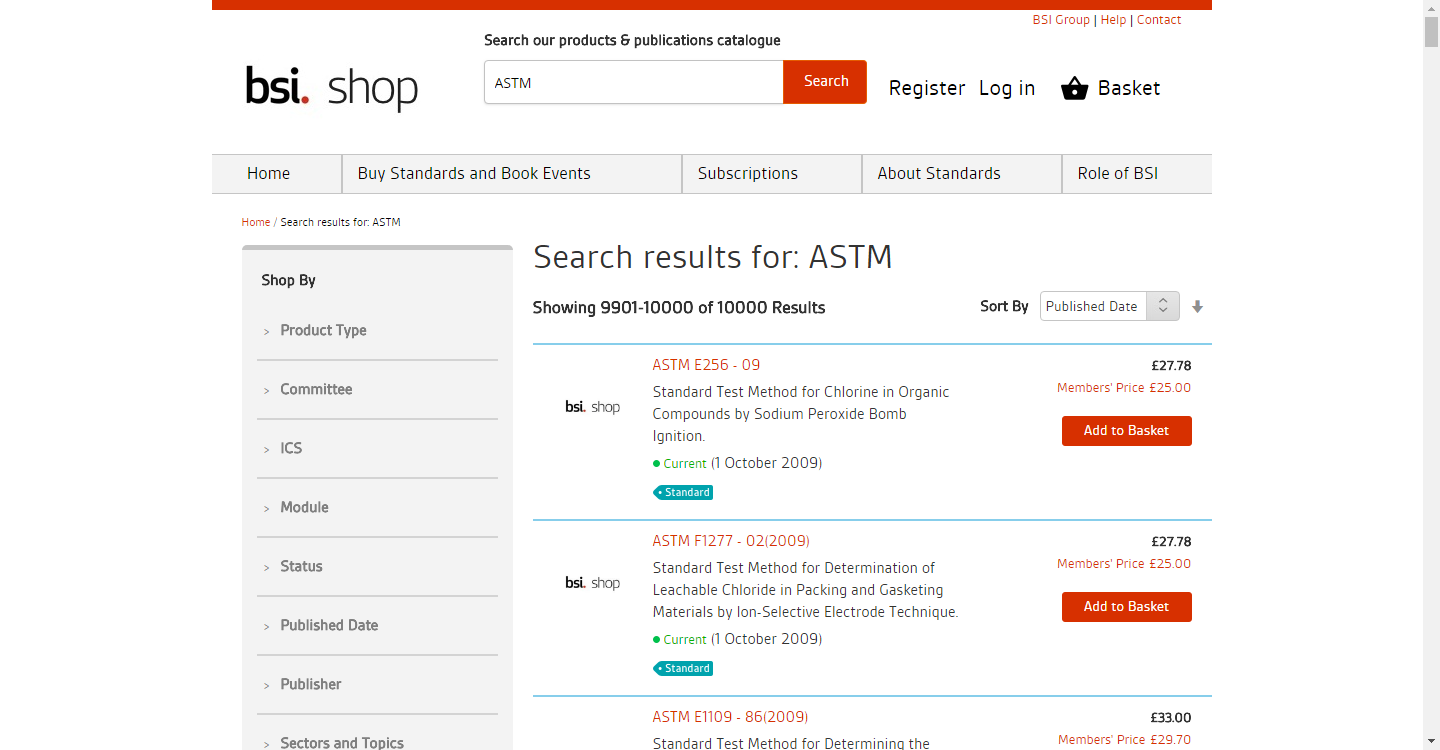 BSI Group | Help | Contact
Search our products & publications catalogue
bsi. shop
ASTM
Search
Register
Log in
Basket
Home
Buy Standards and Book Events
Subscriptions
About Standards
Role of BSI
Home / Search results for: ASTM
Shop By
> Product Type
> Committee
> ICS
> Module
> Status
> Published Date
> Publisher
> Sectors and Topics
Search results for: ASTM
Showing 9901-10000 of 10000 Results
Sort By
Published Date
bsi. shop
ASTM E256 - 09
Standard Test Method for Chlorine in Organic
Compounds by Sodium Peroxide Bomb
Ignition.
Current (1 October 2009)
Standard
£27.78
Members' Price £25.00
Add to Basket
bsi. shop
ASTM F1277 - 02(2009)
Standard Test Method for Determination of
Leachable Chloride in Packing and Gasketing
Materials by Ion-Selective Electrode Technique.
Current (1 October 2009)
Standard
£27.78
Members' Price £25.00
Add to Basket
ASTM E1109 - 86(2009)
Standard Test Method for Determining the
£33.00
Members' Price £29.70